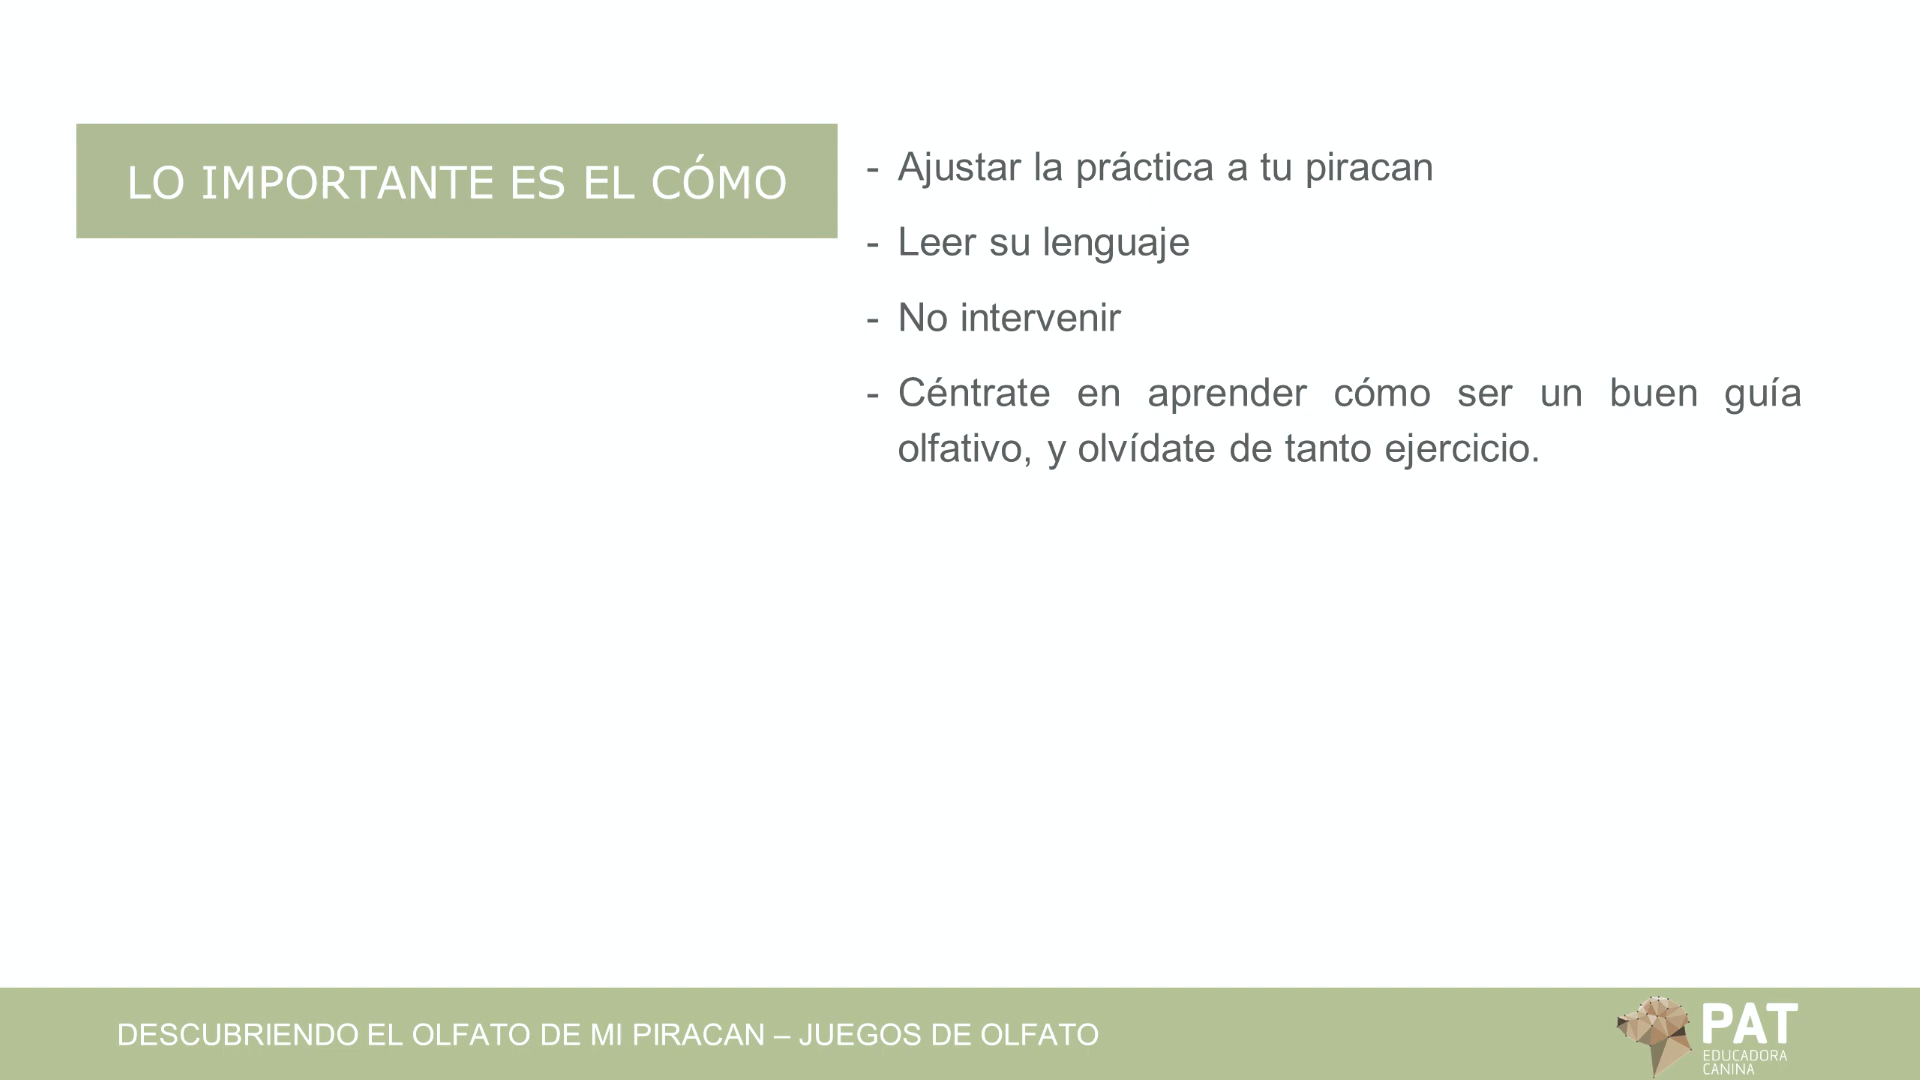 LO IMPORTANTE ES EL CÓMO
- Ajustar la práctica a tu piracan
- Leer su lenguaje
- No intervenir
- Céntrate en aprender cómo ser un buen guía
olfativo, y olvídate de tanto ejercicio.
DESCUBRIENDO EL OLFATO DE MI PIRACAN – JUEGOS DE OLFATO
PAT
EDUCADORA
CANINA